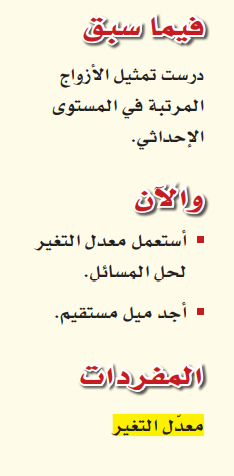 فيما سبق
درست تمثيل الأزواج
المرتبة في المستوى
الإحداثي.
والآن
■ أستعمل معدل التغير
لحل المسائل.
■ أجد ميل مستقيم.
المفردات
معدّل التغير